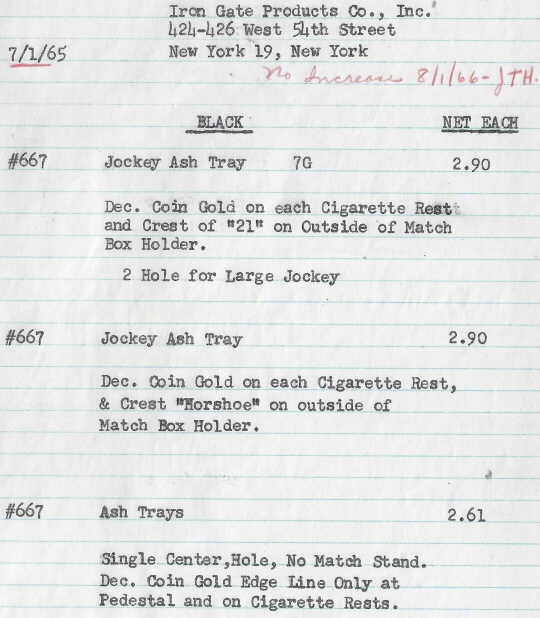 Iron Gate Products Co., Inc.
424-426 West 54th Street
7/1/65 New York 19, New York
No Increase 8/1/66-JTH.
BLACK NET EACH
#667 Jockey Ash Tray 7G 2.90
Dec. Coin Gold on each Cigarette Rest
and Crest of "21" on Outside of Match
Box Holder.
2 Hole for Large Jockey
#667 Jockey Ash Tray 2.90
Dec. Coin Gold on each Cigarette Rest,
& Crest "Horshoe" on outside of
Match Box Holder.
#667 Ash Trays 2.61
Single Center,Hole, No Match Stand.
Dec. Coin Gold Edge Line Only at
Pedestal and on Cigarette Rests.